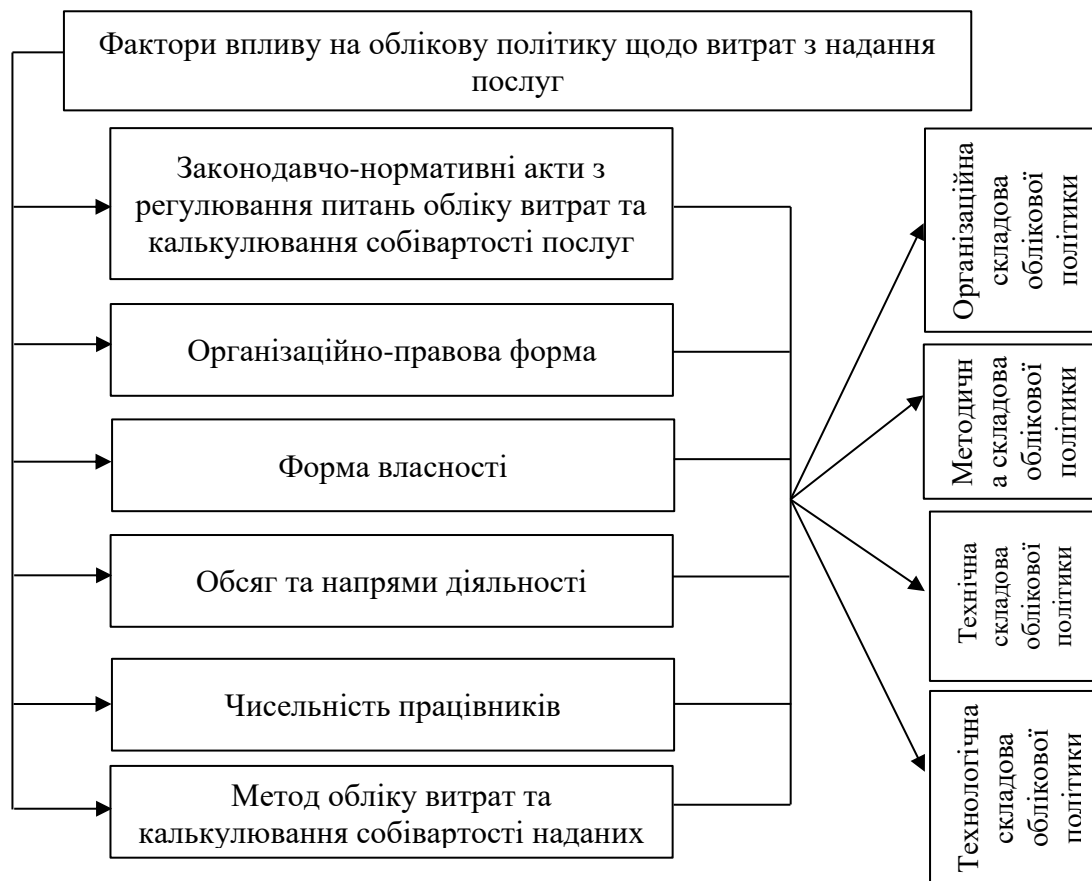 Фактори впливу на облікову політику щодо витрат з надання
послуг
Законодавчо-нормативні акти з
регулювання питань обліку витрат та
калькулювання собівартості послуг
Організаційно-правова форма
Форма власності
Обсяг та напрями діяльності
Чисельність працівників
Метод обліку витрат та
калькулювання собівартості наданих
Організаційна
складова
облікової
політики
Методичн
а складова
облікової
політики
Технічна
складова
облікової
політики
Технологічна
складова
облікової
політики